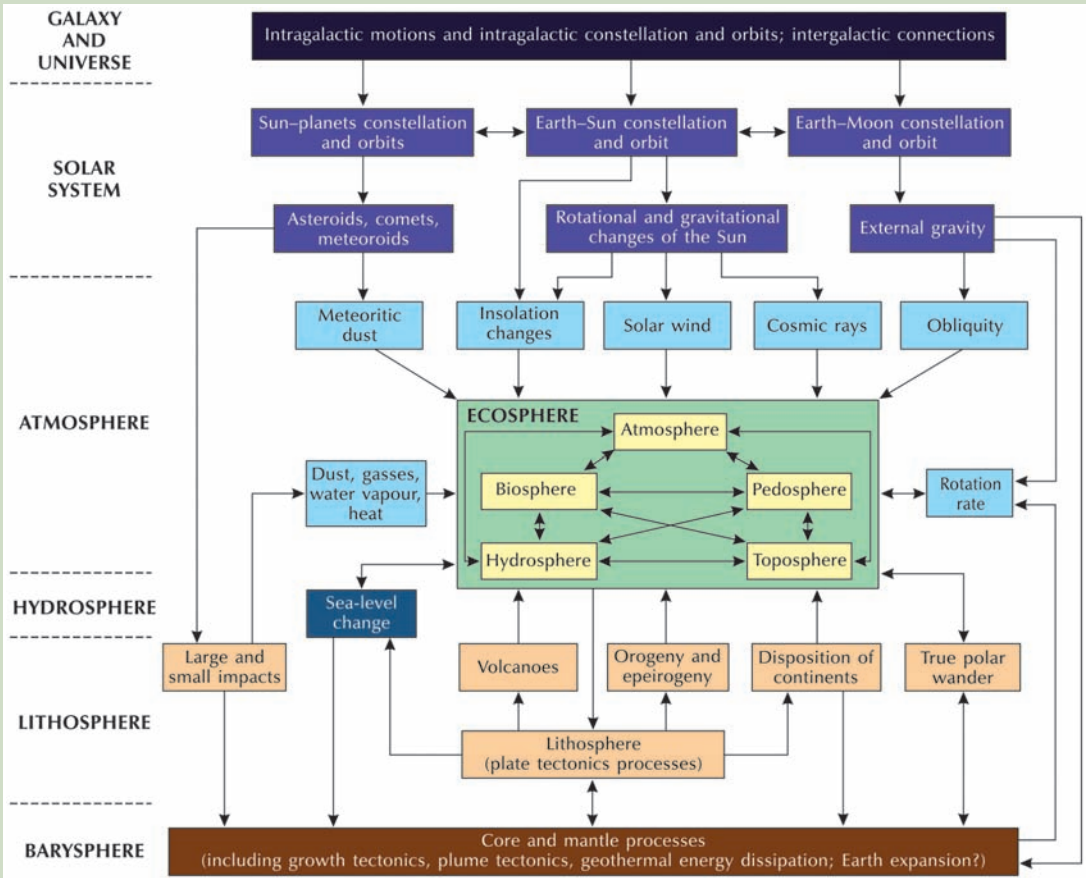 GALAXY
AND
UNIVERSE
Intragalactic motions and intragalactic constellation and orbits; intergalactic connections
SOLAR
SYSTEM
Sun–planets constellation
and orbits
Earth–Sun constellation
and orbit
Earth–Moon constellation
and orbit
Asteroids, comets,
meteoroids
Rotational and gravitational
changes of the Sun
External gravity
ATMOSPHERE
Meteoritic
dust
Insolation
changes
Solar wind
Cosmic rays
Obliquity
ECOSPHERE
Atmosphere
Biosphere
Pedosphere
Hydrosphere
Toposphere
Dust, gasses,
water vapour,
heat
Rotation
rate
HYDROSPHERE
Sea-level
change
LITHOSPHERE
Large and
small impacts
Volcanoes
Orogeny and
epeirogeny
Disposition of
continents
True polar
wander
Lithosphere
(plate tectonics processes)
BARYSPHERE
Core and mantle processes
(including growth tectonics, plume tectonics, geothermal energy dissipation; Earth expansion?)